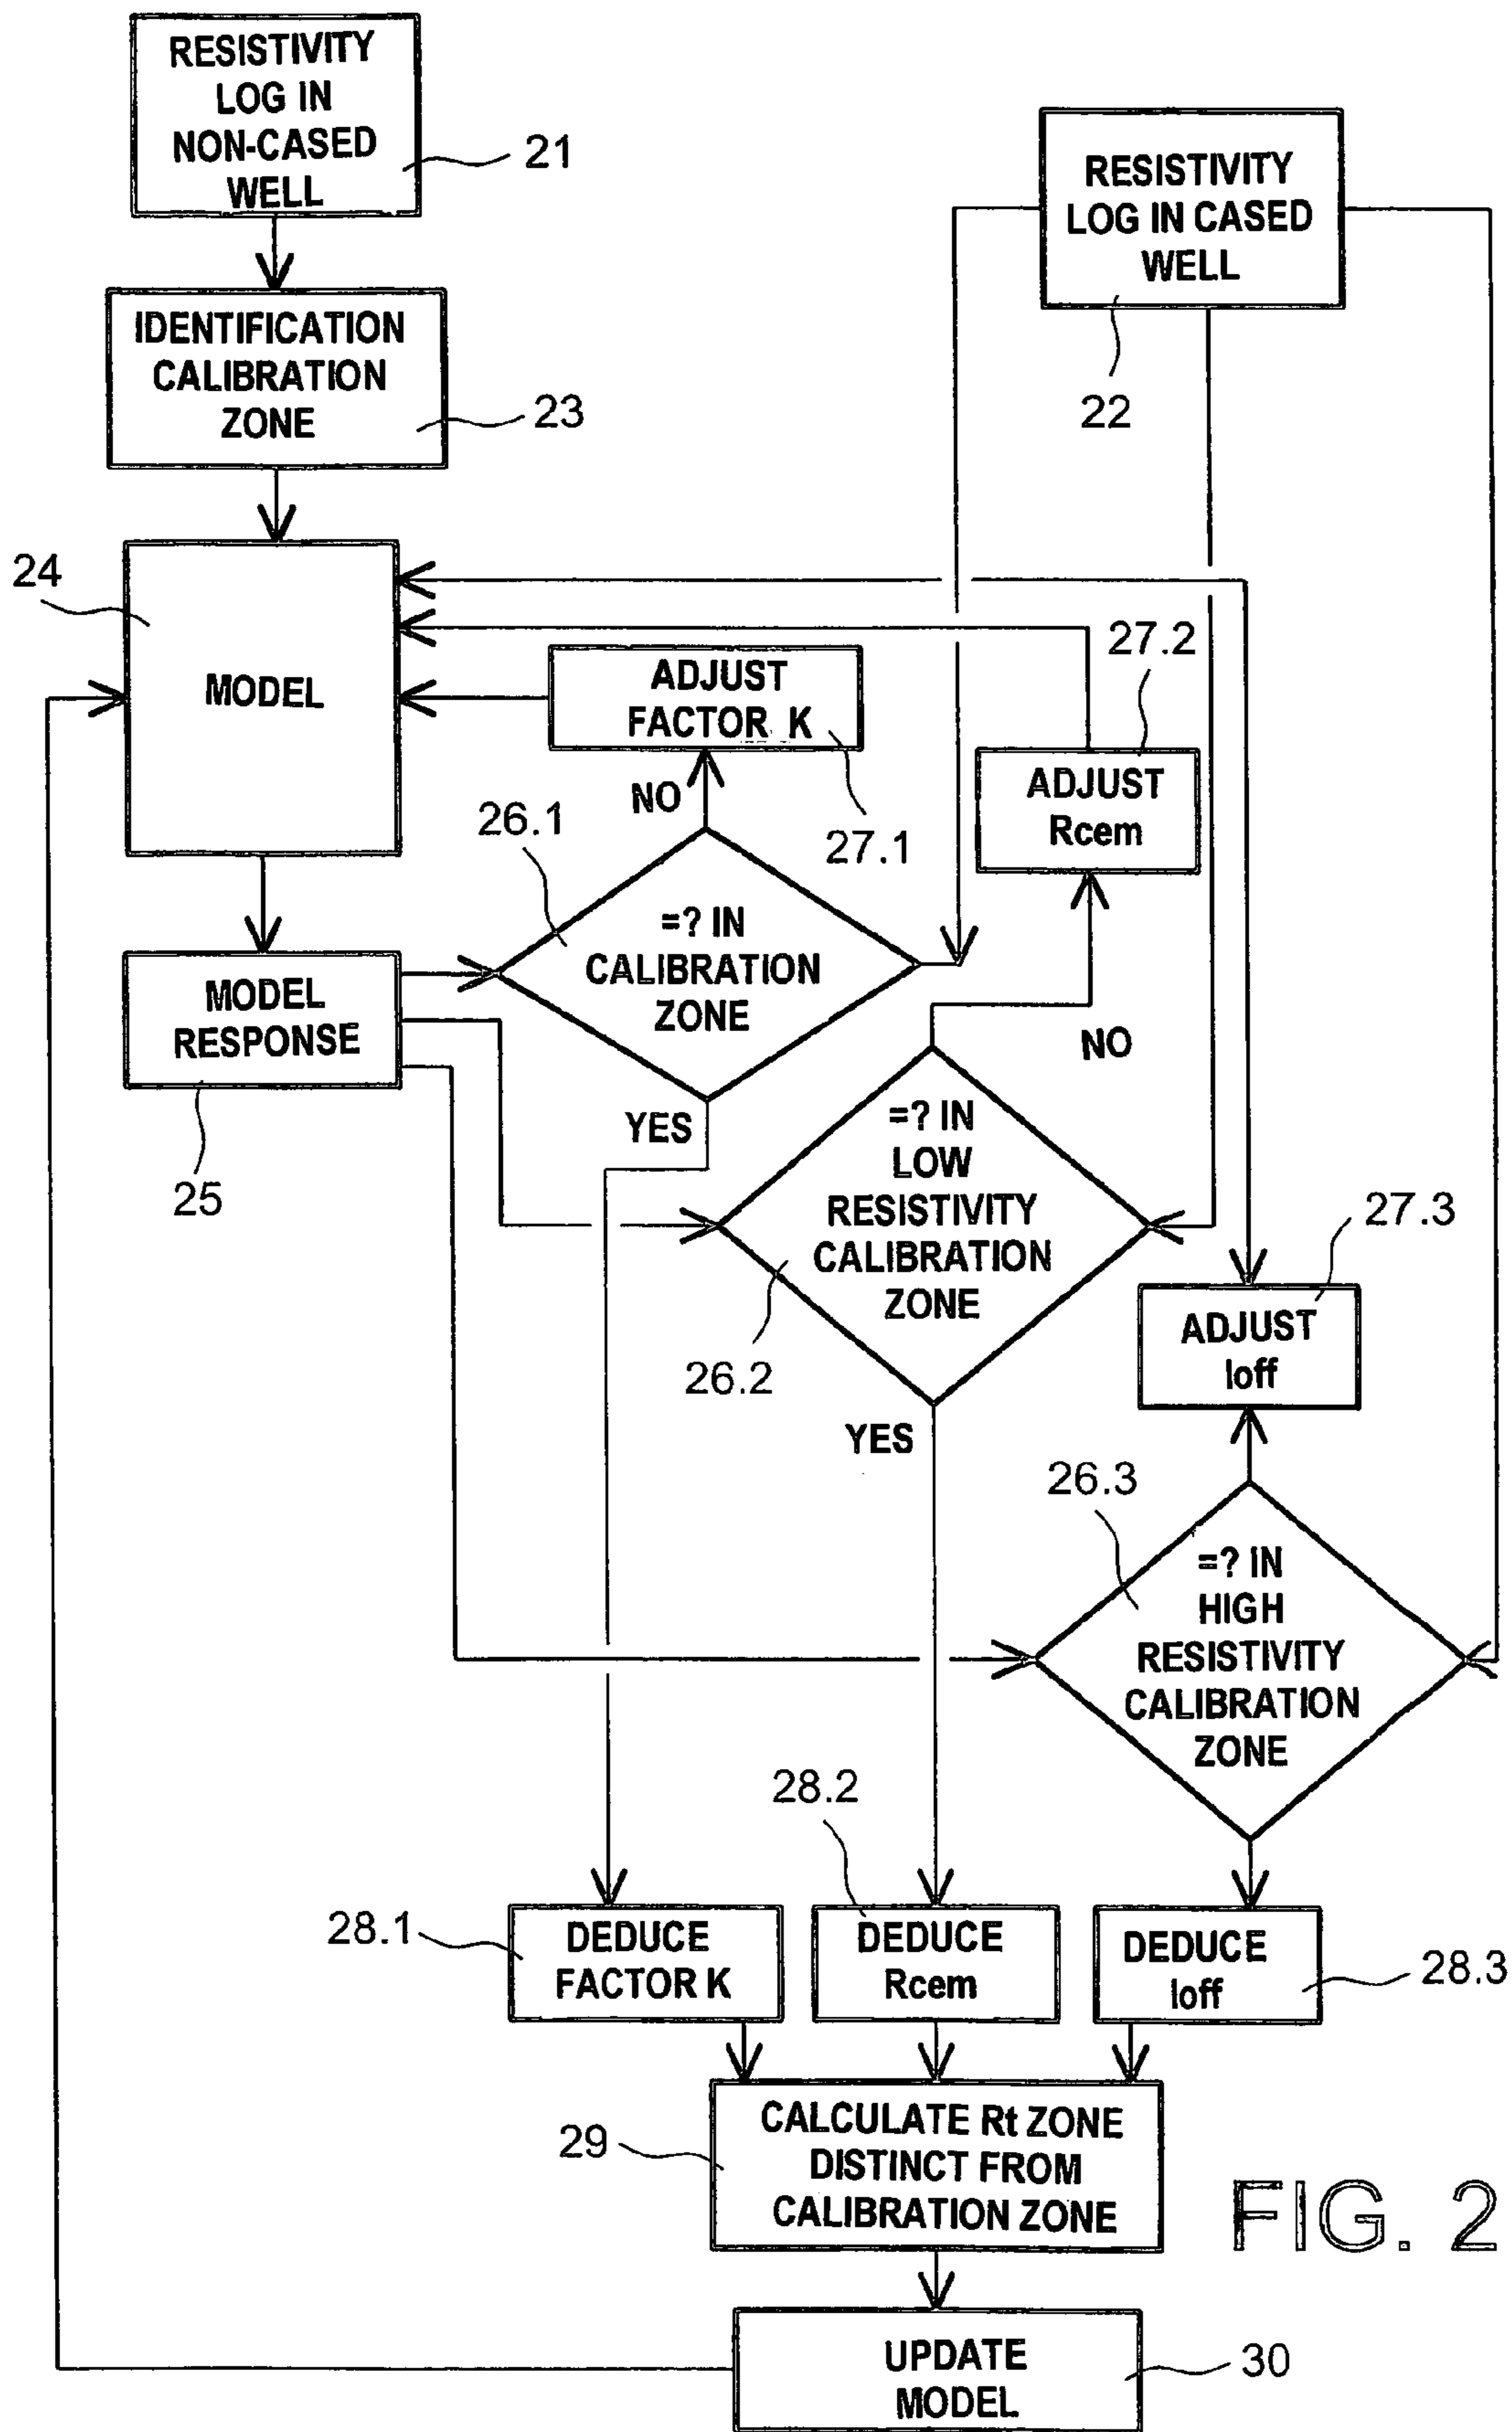 RESISTIVITY
LOG IN
NON-CASED
WELL
21
RESISTIVITY
LOG IN CASED
WELL
22
IDENTIFICATION
CALIBRATION
ZONE
23
24
MODEL
ADJUST
FACTOR K
27.1
27.2
ADJUST
Rcem
NO
26.1
=? IN
CALIBRATION
ZONE
YES
MODEL
RESPONSE
25
NO
=? IN
LOW
RESISTIVITY
CALIBRATION
ZONE
26.2
YES
27.3
ADJUST
Ioff
26.3
=? IN
HIGH
RESISTIVITY
CALIBRATION
ZONE
28.1
DEDUCE
FACTOR K
28.2
DEDUCE
Rcem
DEDUCE
Ioff
28.3
29
CALCULATE Rt ZONE
DISTINCT FROM
CALIBRATION ZONE
FIG. 2
UPDATE
MODEL
30